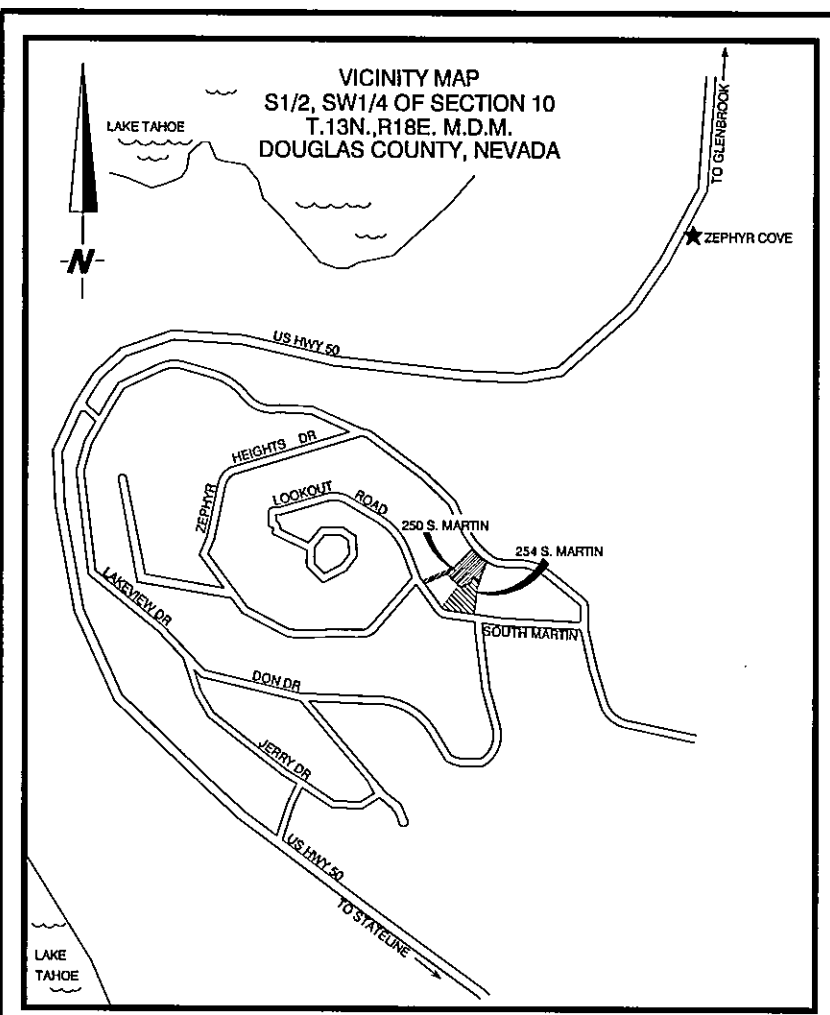 VICINITY MAP
S1/2, SW1/4 OF SECTION 10
T.13N.,R18E. M.D.M.
DOUGLAS COUNTY, NEVADA
LAKE TAHOE
TO GLENBROOK
N
ZEPHYR COVE
US HWY 50
HEIGHTS DR
ZEPHYR
LOOKOUT ROAD
250 S. MARTIN
254 S. MARTIN
LAKEVIEW DR
SOUTH MARTIN
DON DR
JERRY DR
US HWY 50
TO STATELINE
LAKE
TAHOE